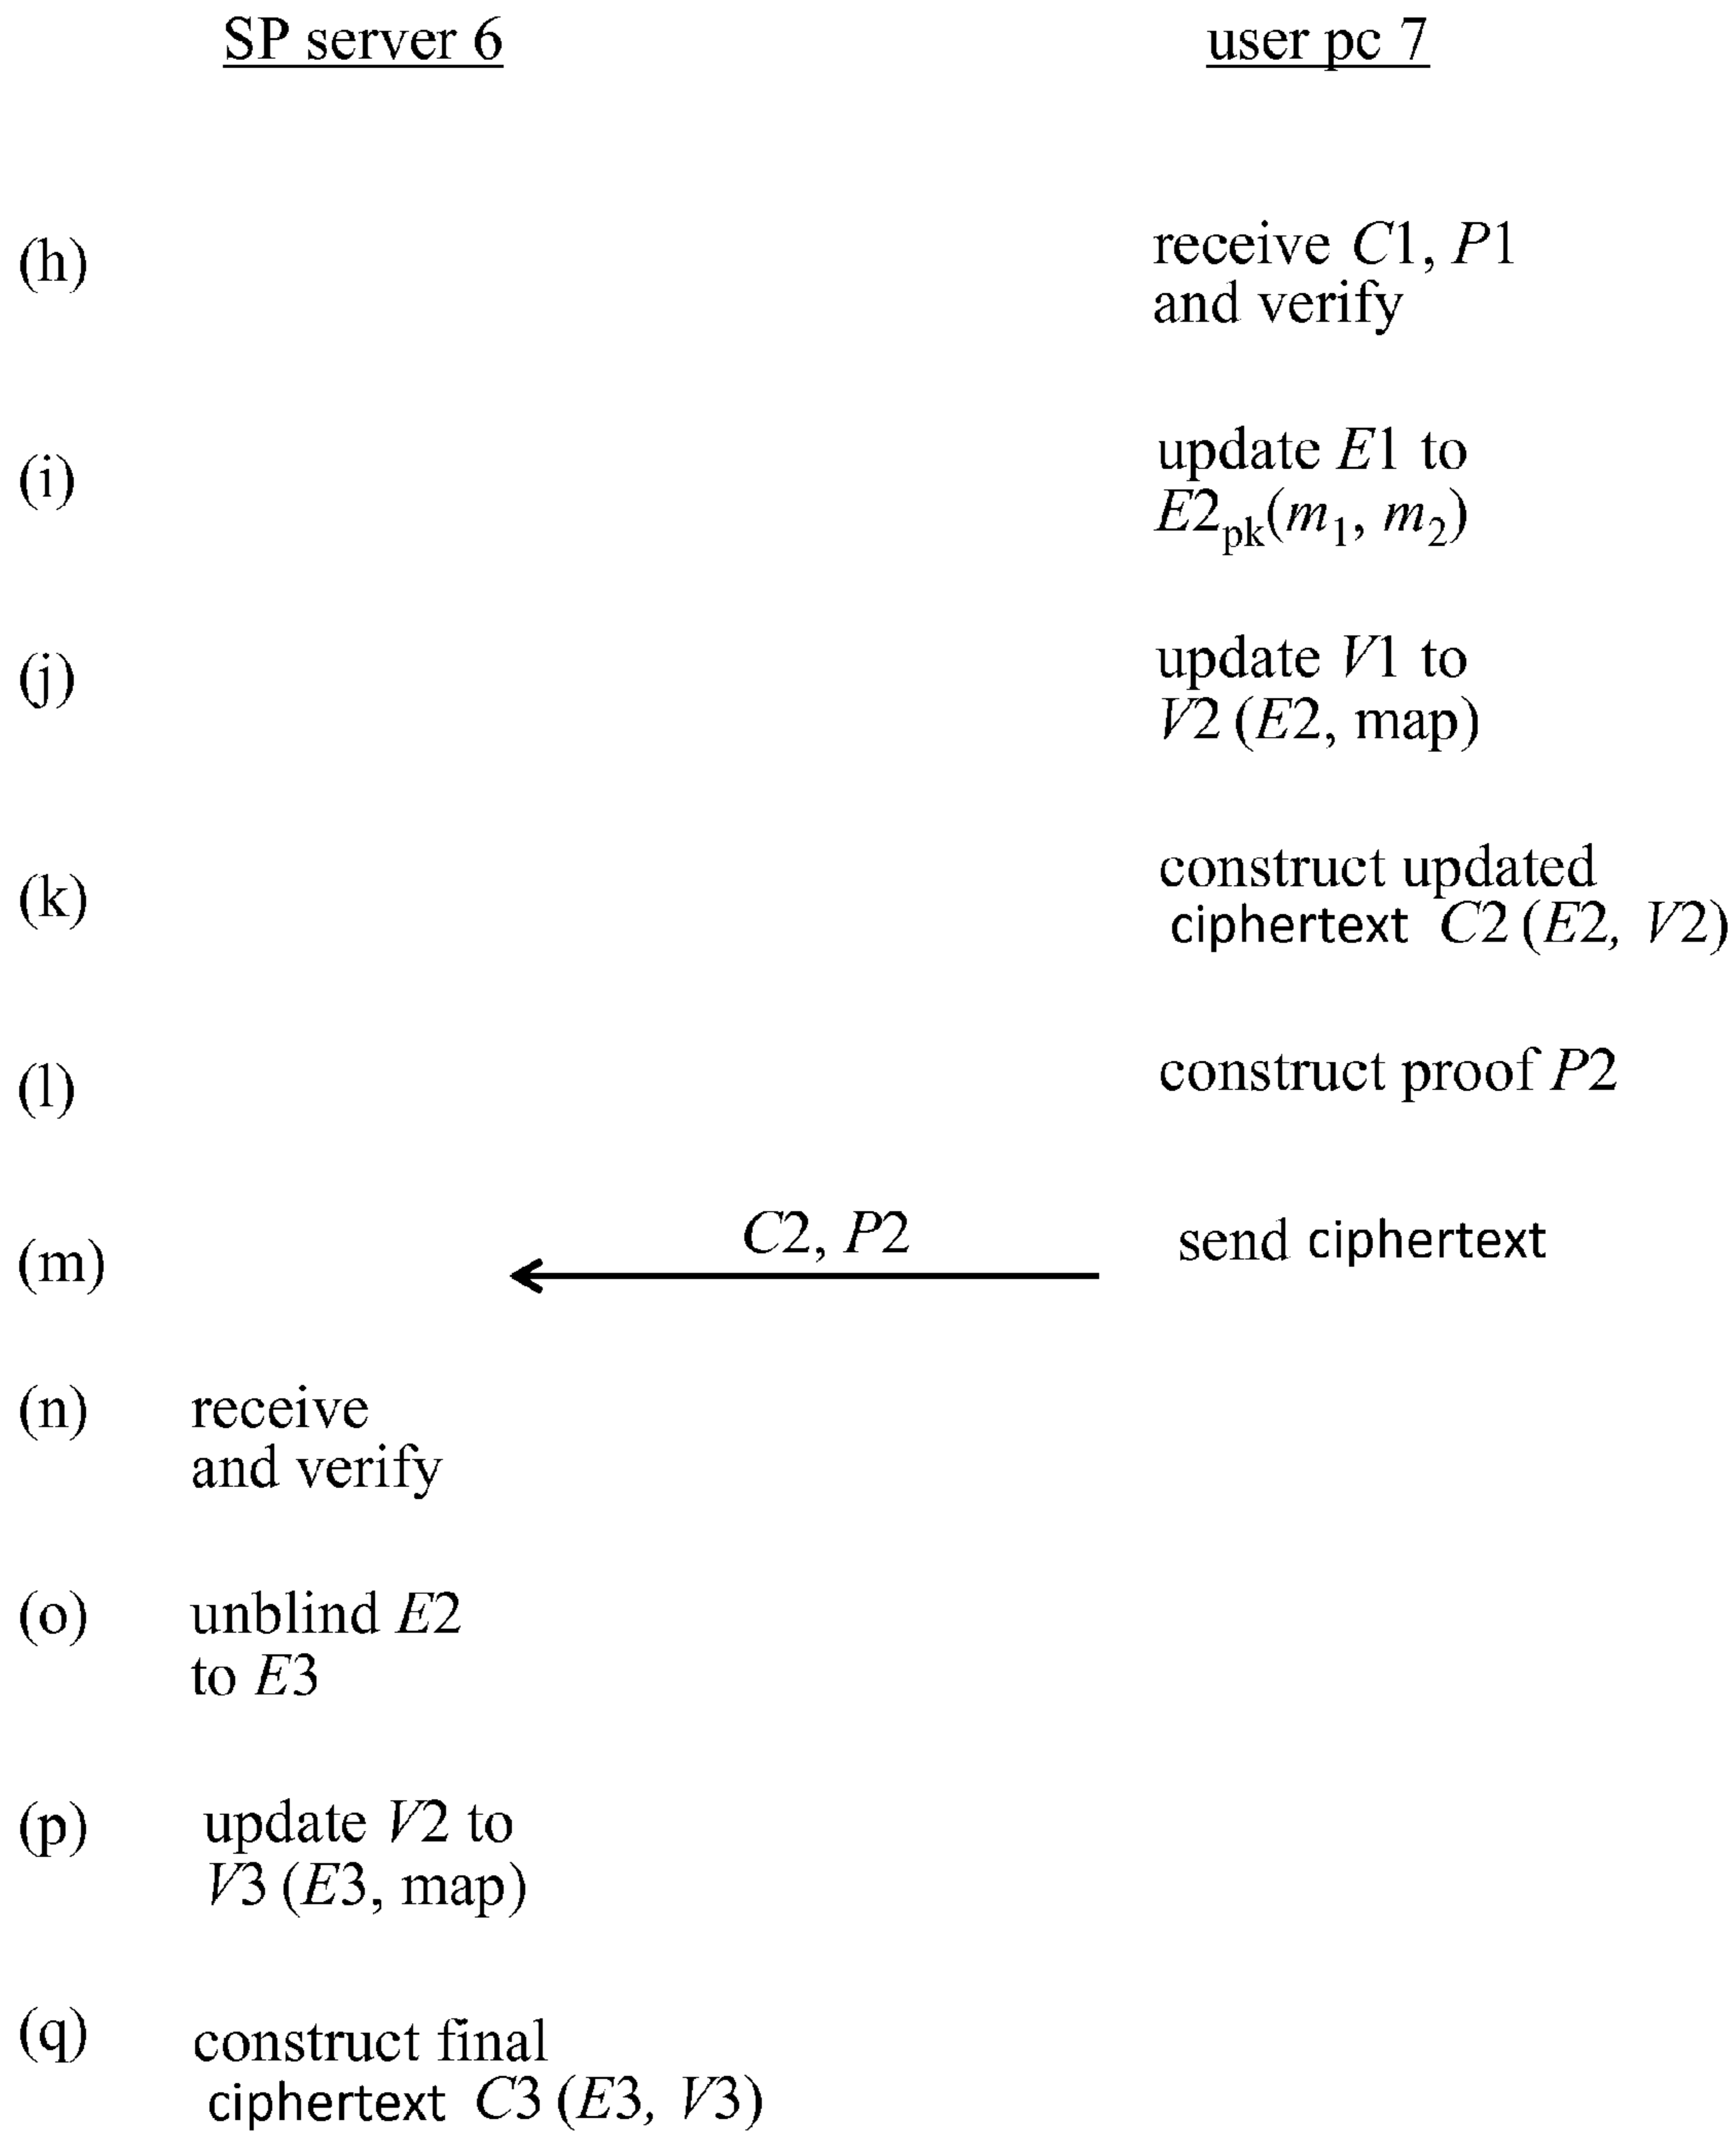 SP server 6
user pc 7
(h)
receive C1, P1
and verify
(i)
update E1 to
E2pk(m1, m2)
(j)
update V1 to
V2 (E2, map)
(k)
construct updated
ciphertext C2 (E2, V2)
(l)
construct proof P2
(m)
C2, P2
send ciphertext
(n)
receive
and verify
(o)
unblind E2
to E3
(p)
update V2 to
V3 (E3, map)
(q)
construct final
ciphertext C3 (E3, V3)